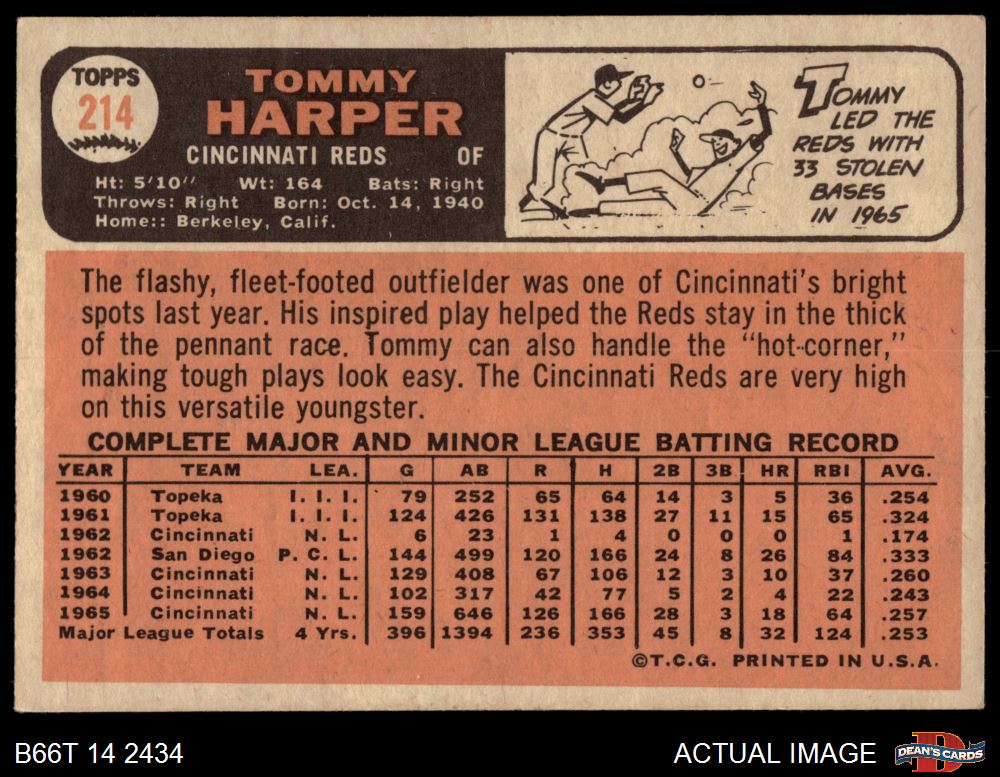 TOPPS
214
TOMMY
HARPER
CINCINNATI REDS OF
Ht: 5'10" Wt: 164 Bats: Right
Throws: Right Born: Oct. 14, 1940
Home:: Berkeley, Calif.
TOMMY
LED THE
REDS WITH
33 STOLEN
BASES
IN 1965
The flashy, fleet-footed outfielder was one of Cincinnati's bright
spots last year. His inspired play helped the Reds stay in the thick
of the pennant race. Tommy can also handle the "hot-corner,"
making tough plays look easy. The Cincinnati Reds are very high
on this versatile youngster.
COMPLETE MAJOR AND MINOR LEAGUE BATTING RECORD
YEAR TEAM LEA. G AB R H 2B 3B HR RBI AVG.
1960 Topeka I. I. I. 79 252 65 64 14 3 5 36 .254
1961 Topeka I. I. I. 124 426 131 138 27 11 15 65 .324
1962 Cincinnati N. L. 6 23 1 4 0 0 0 1 .174
1962 San Diego P. C. L. 144 499 120 166 24 8 26 84 .333
1963 Cincinnati N. L. 129 408 67 106 12 3 10 37 .260
1964 Cincinnati N. L. 102 317 42 77 5 2 4 22 .243
1965 Cincinnati N. L. 159 646 126 166 28 3 18 64 .257
Major League Totals 4 Yrs. 396 1394 236 353 45 8 32 124 .253
©T.C.G. PRINTED IN U.S.A.
B66T 14 2434
ACTUAL IMAGE
DEAN'S CARDS